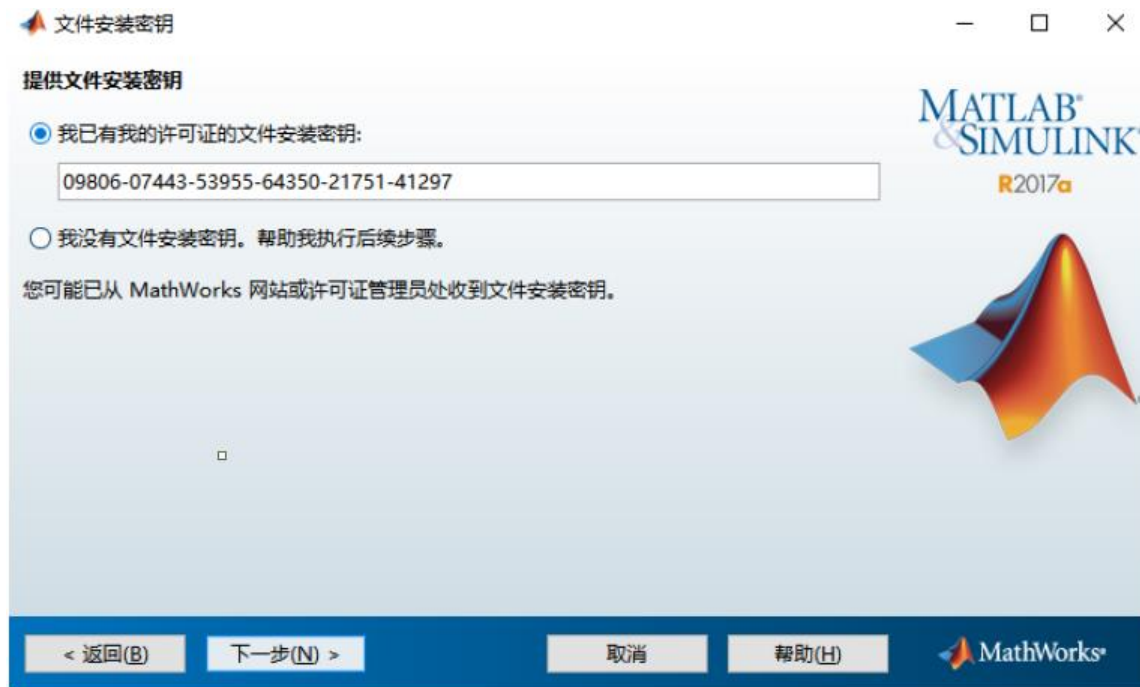 文件安装密钥
提供文件安装密钥
我已有我的许可证的文件安装密钥:
09806-07443-53955-64350-21751-41297
我没有文件安装密钥。帮助我执行后续步骤。
您可能已从 MathWorks 网站或许可证管理员处收到文件安装密钥。
MATLAB®
&SIMULINK®
R2017a
< 返回(B)
下一步(N) >
取消
帮助(H)
MathWorks®